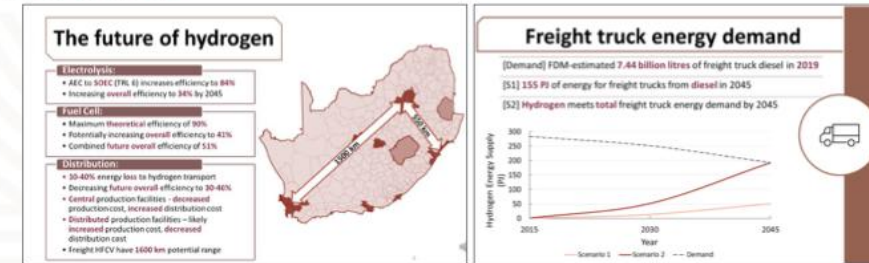 The future of hydrogen
Electrolysis:
• AEC to SOEC (TRL 6) increases efficiency to 84%
• Increasing overall efficiency to 34% by 2045
Fuel Cell:
• Maximum theoretical efficiency of 90%
• Potentially increasing overall efficiency to 41%
• Combined future overall efficiency of 51%
Distribution:
• 10-40% energy loss to hydrogen transport
• Decreasing future overall efficiency to 30-46%
• Central production facilities - decreased
production cost, increased distribution cost
• Distributed production facilities – likely
increased production cost, decreased
distribution cost
• Freight HFCV have 1600 km potential range
1500 km
550 km
Freight truck energy demand
[Demand] FDM-estimated 7.44 billion litres of freight truck diesel in 2019
[S1] 155 PJ of energy for freight trucks from diesel in 2045
[S2] Hydrogen meets total freight truck energy demand by 2045
Hydrogen Energy Supply
(PJ)
300
250
200
150
100
50
0
2015
2030
2045
Year
Scenario 1
Scenario 2
Demand